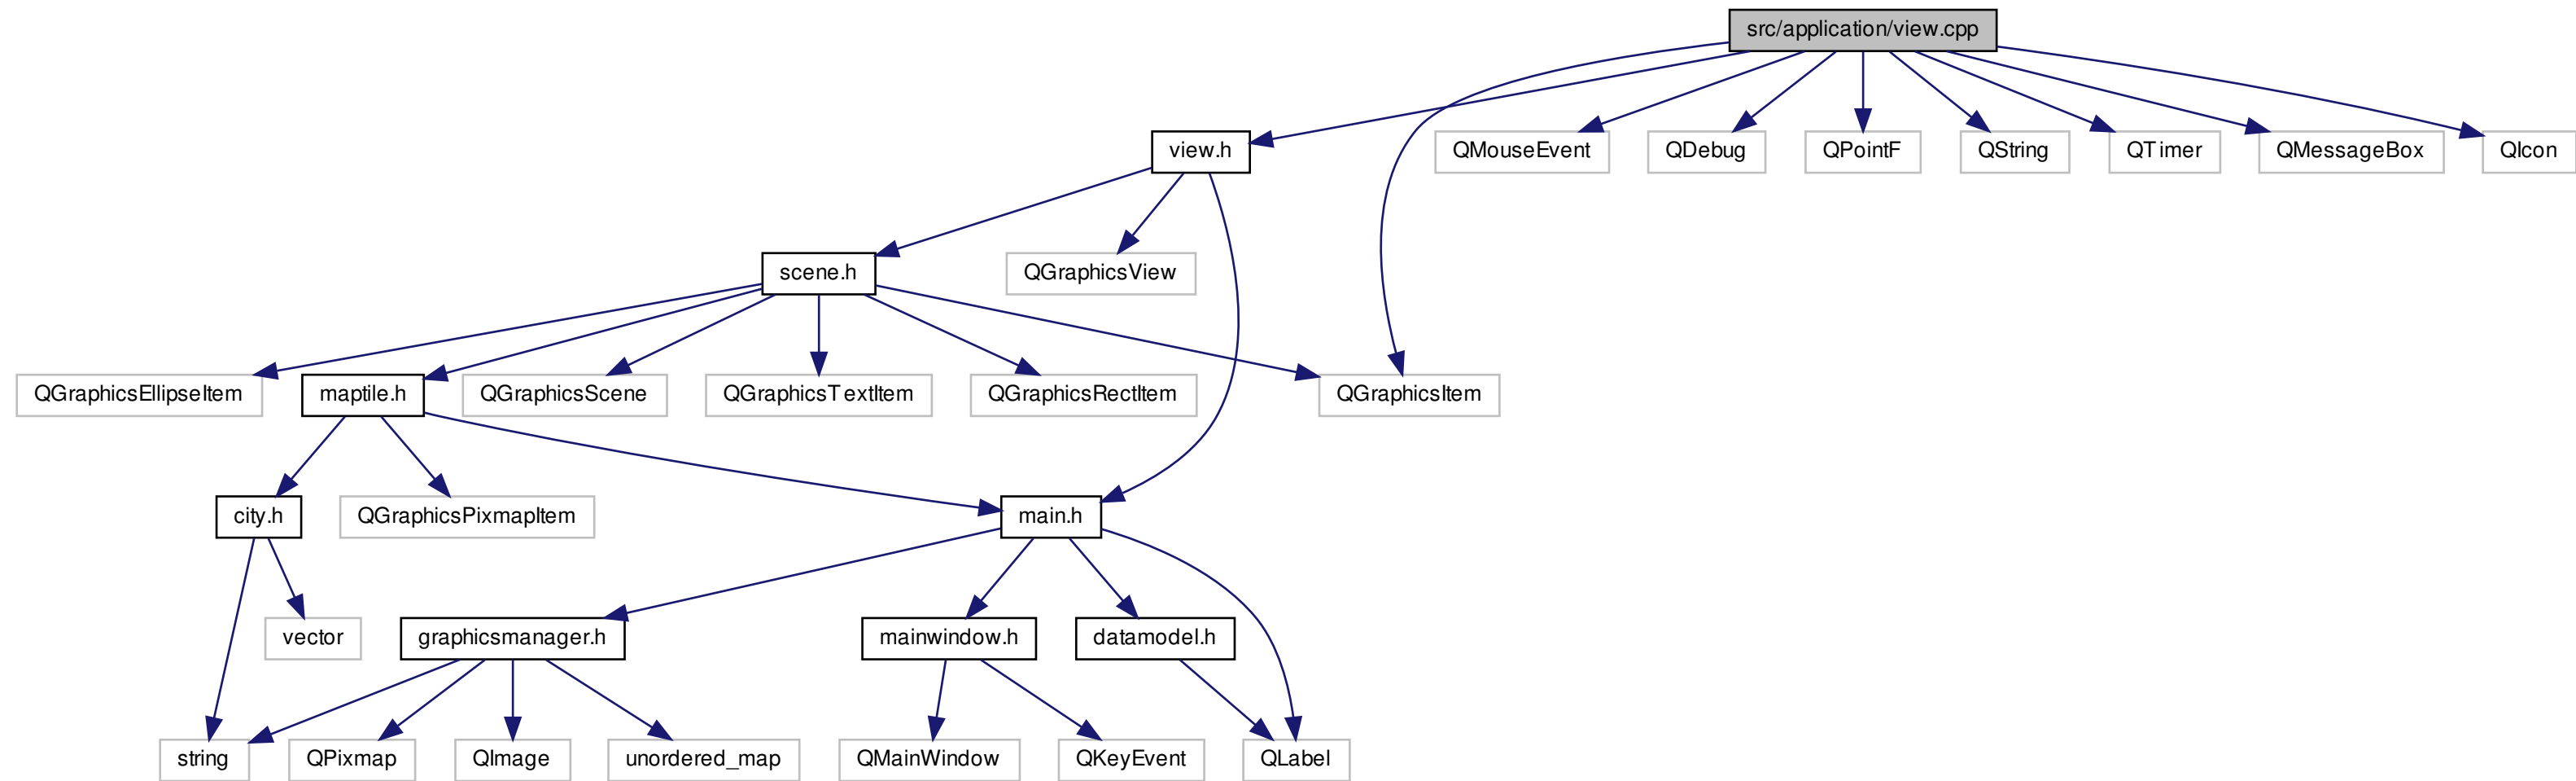 src/application/view.cpp
view.h
QMouseEvent
QDebug
QPointF
QString
QTimer
QMessageBox
QIcon
scene.h
QGraphicsView
QGraphicsEllipseItem
maptile.h
QGraphicsScene
QGraphicsTextItem
QGraphicsRectItem
QGraphicsItem
city.h
QGraphicsPixmapItem
main.h
vector
graphicsmanager.h
mainwindow.h
datamodel.h
string
QPixmap
QImage
unordered_map
QMainWindow
QKeyEvent
QLabel